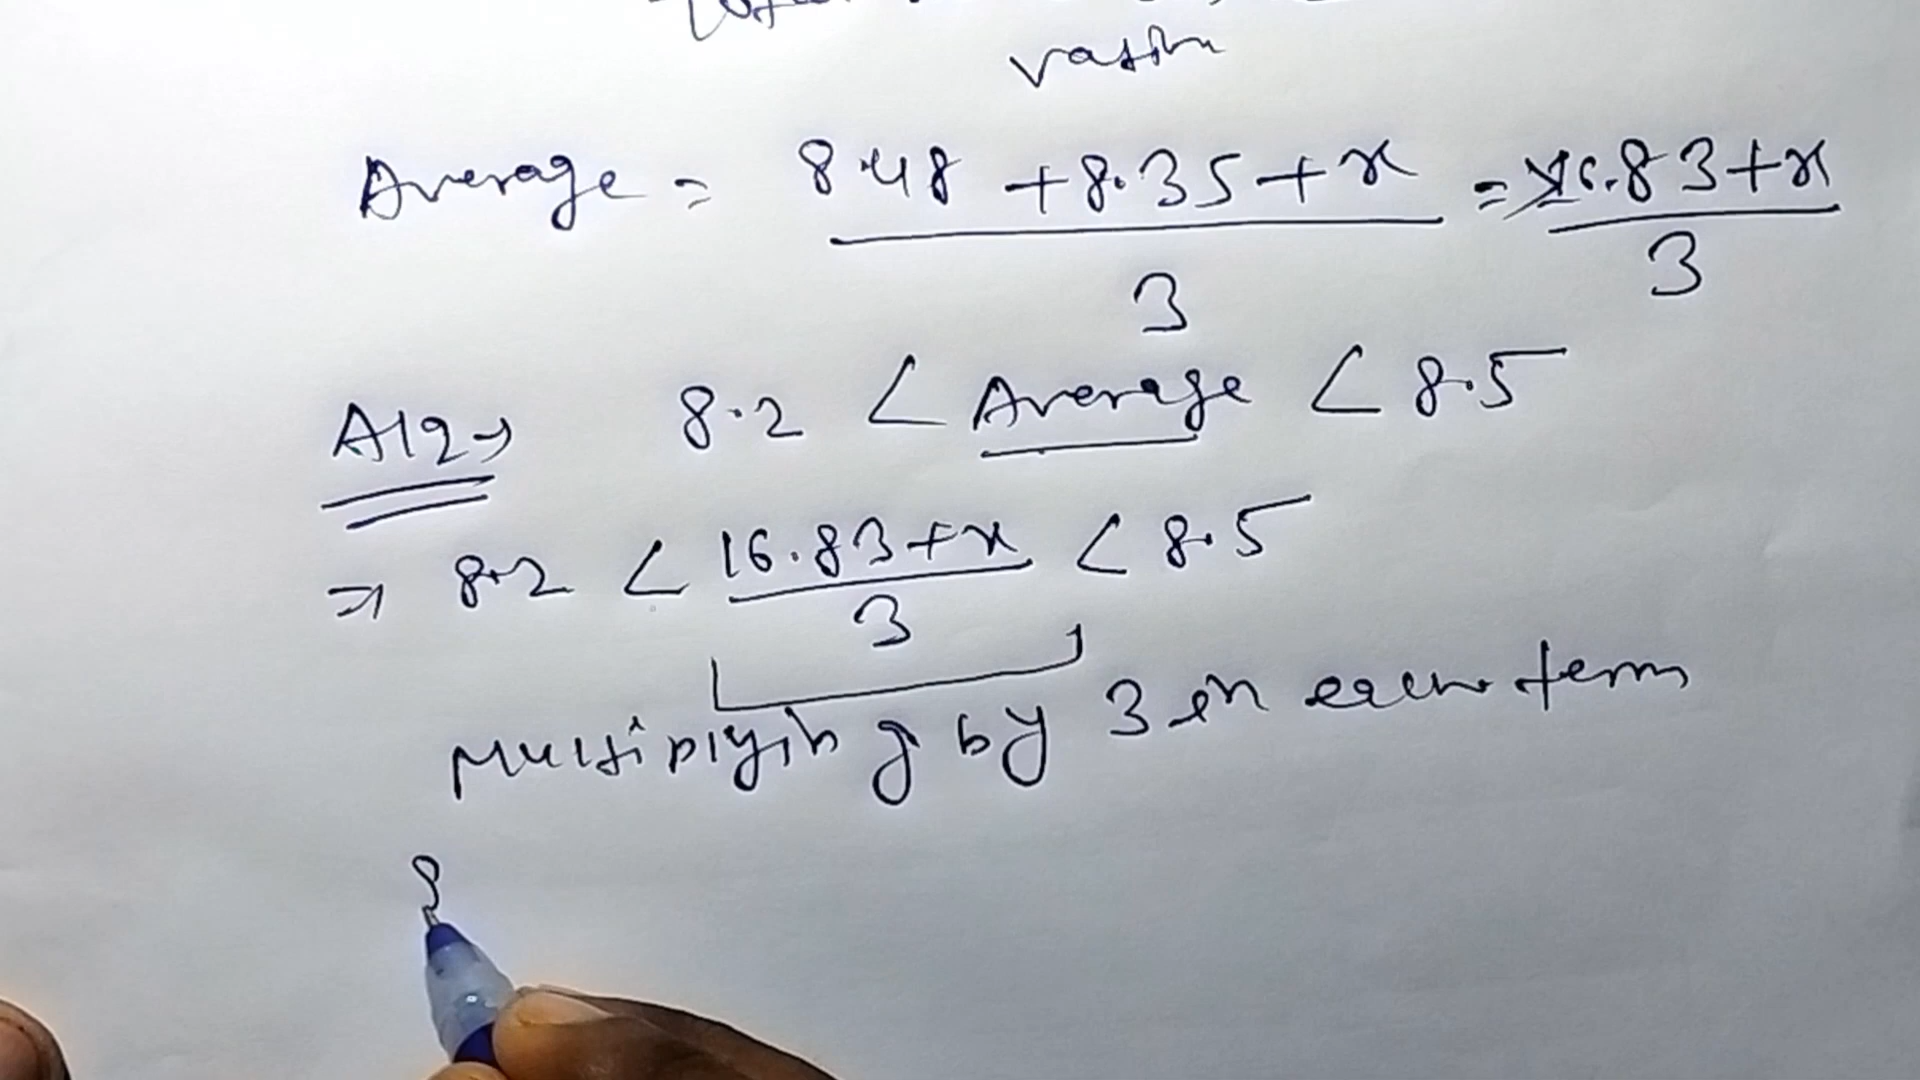 vation
Average = 8.48 + 8.35 + x / 3 = 16.83 + x / 3
A/q → 8.2 < Average < 8.5
⇒ 8.2 < 16.83 + x / 3 < 8.5
Multiplying by 3 in each term
8